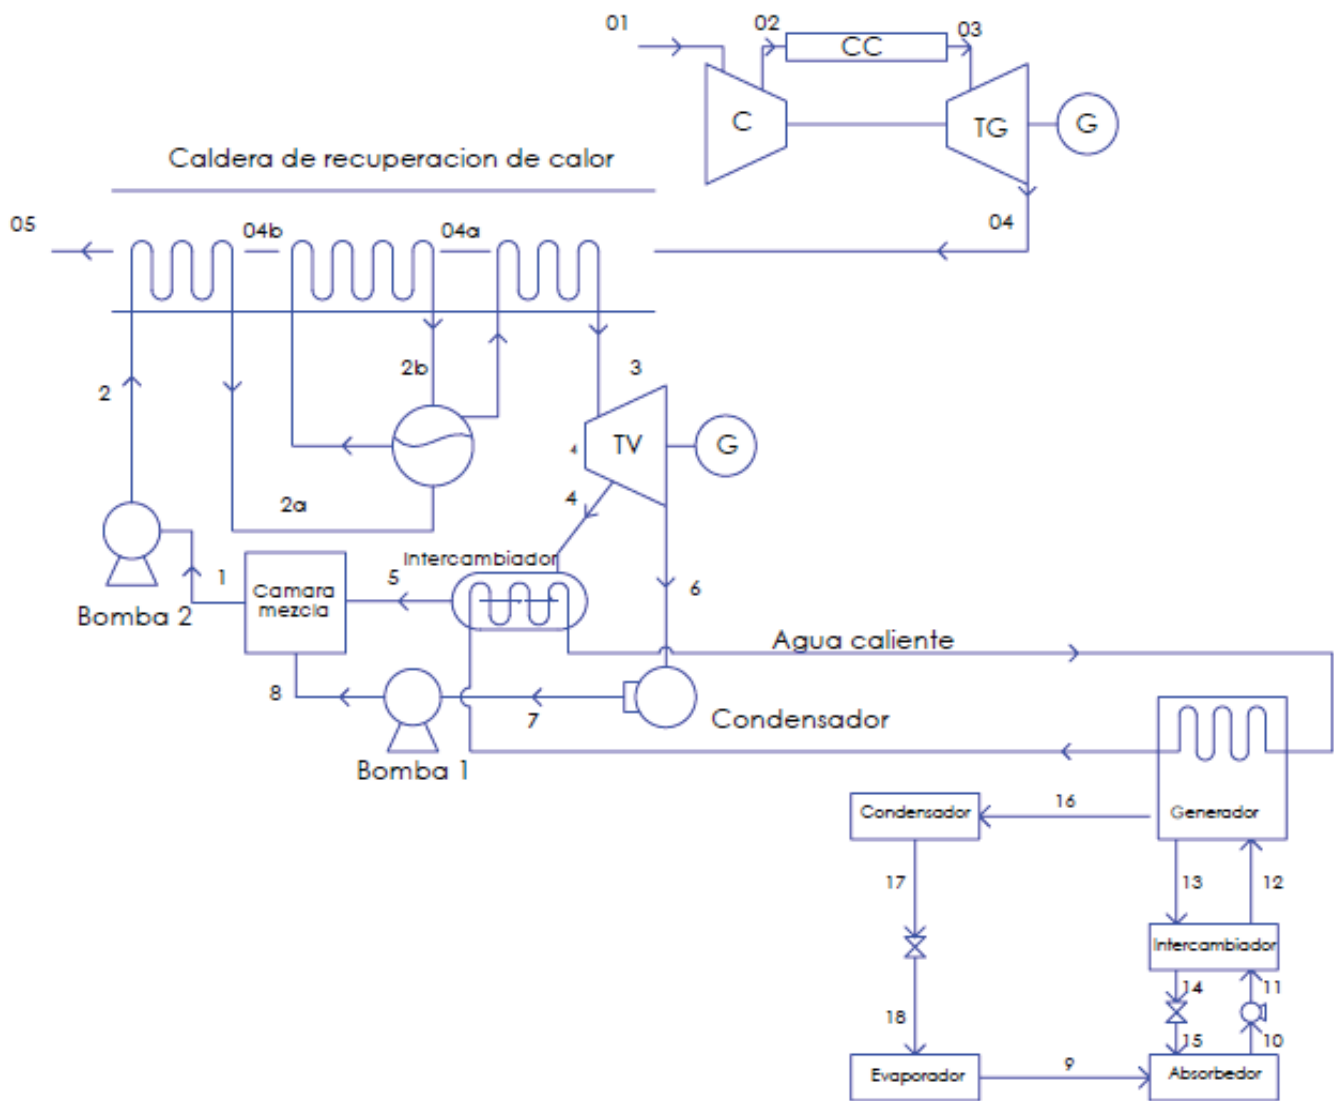 01
02
CC
03
C
TG
G
Caldera de recuperacion de calor
05
04b
04a
04
2
2b
3
TV
G
4
4
2a
Intercambiador
1
Camara
mezcla
5
6
Bomba 2
Agua caliente
8
7
Condensador
Bomba 1
Condensador
16
Generador
17
13
12
Intercambiador
14
11
18
15
10
Evaporador
9
Absorbedor